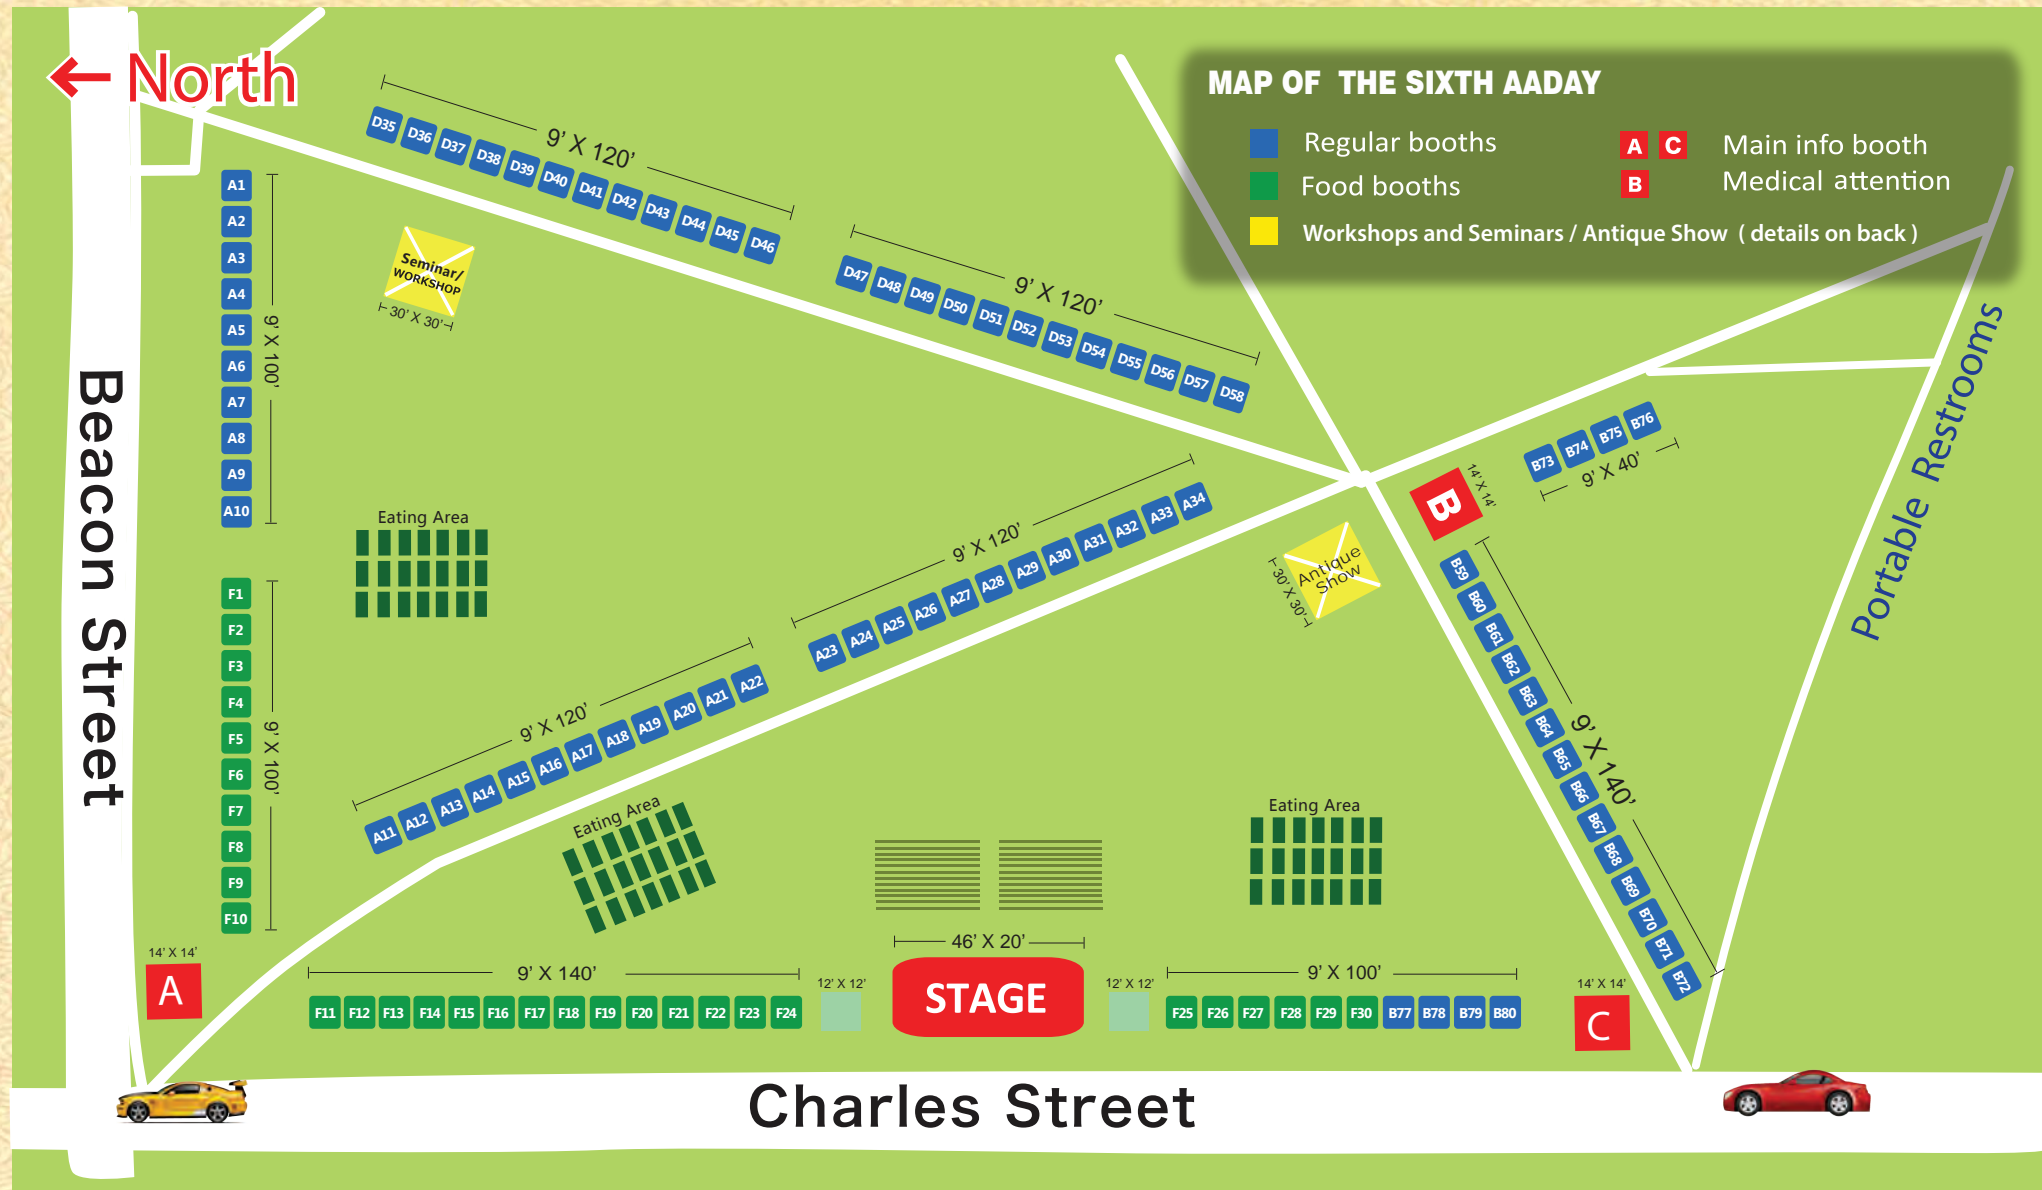 North
MAP OF THE SIXTH AADAY
Regular booths
Food booths
Workshops and Seminars / Antique Show ( details on back )
A C Main info booth
B Medical attention
D35 D36 D37 D38 D39 D40 D41 D42 D43 D44 D45 D46
9’ X 120’
D47 D48 D49 D50 D51 D52 D53 D54 D55 D56 D57 D58
9’ X 120’
Seminar/
WORKSHOP
30’ X 30’
A1
A2
A3
A4
A5
A6
A7
A8
A9
A10
9’ X 100’
Beacon Street
Eating Area
F1
F2
F3
F4
F5
F6
F7
F8
F9
F10
9’ X 100’
9’ X 120’
A11 A12 A13 A14 A15 A16 A17 A18 A19 A20 A21 A22
9’ X 120’
A23 A24 A25 A26 A27 A28 A29 A30 A31 A32 A33 A34
Antique
Show
30’ X 30’
B
14’ X 14’
B73 B74 B75 B76
9’ X 40’
Portable Restrooms
B59
B60
B61
B62
B63
B64
B65
B66
B67
B68
B69
B70
B71
B72
9’ X 140’
Eating Area
Eating Area
14’ X 14’
A
9’ X 140’
F11 F12 F13 F14 F15 F16 F17 F18 F19 F20 F21 F22 F23 F24
12’ X 12’
46’ X 20’
STAGE
12’ X 12’
9’ X 100’
F25 F26 F27 F28 F29 F30 B77 B78 B79 B80
14’ X 14’
C
Charles Street